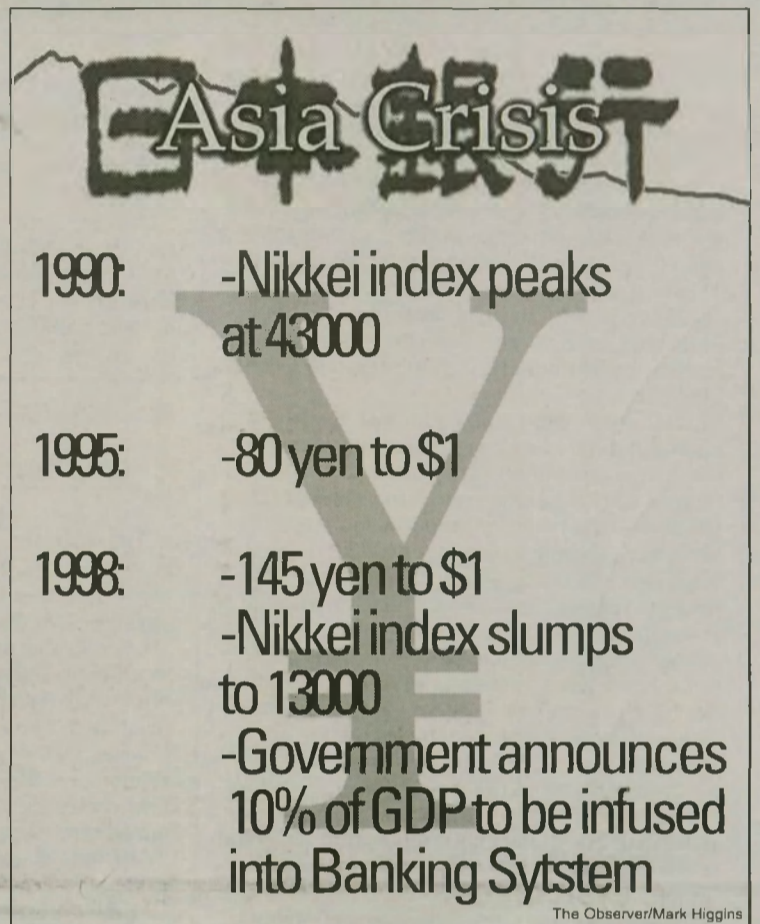 日本銀行
Asia Crisis
1990: -Nikkei index peaks
at 43000
1995: -80 yen to $1
1998: -145 yen to $1
-Nikkei index slumps
to 13000
-Government announces
10% of GDP to be infused
into Banking Sytstem
¥
The Observer/Mark Higgins